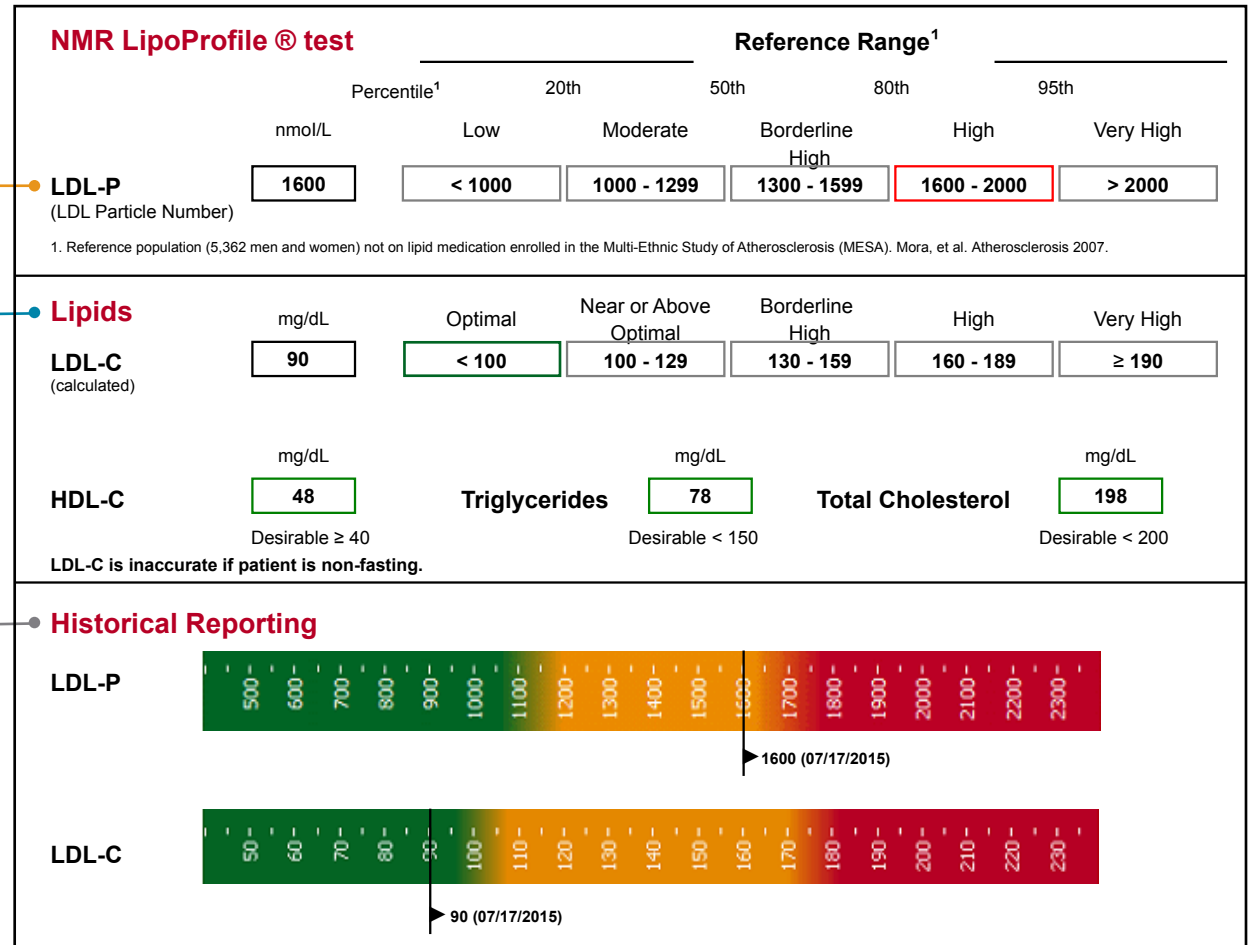 NMR LipoProfile ® test Reference Range¹
Percentile¹ 20th 50th 80th 95th
nmol/L Low Moderate Borderline High High Very High
LDL-P 1600 < 1000 1000 - 1299 1300 - 1599 1600 - 2000 > 2000
(LDL Particle Number)
1. Reference population (5,362 men and women) not on lipid medication enrolled in the Multi-Ethnic Study of Atherosclerosis (MESA). Mora, et al. Atherosclerosis 2007.
Lipids mg/dL Optimal Near or Above Optimal Borderline High High Very High
LDL-C 90 < 100 100 - 129 130 - 159 160 - 189 ≥ 190
(calculated)
mg/dL mg/dL mg/dL
HDL-C 48 Triglycerides 78 Total Cholesterol 198
Desirable ≥ 40 Desirable < 150 Desirable < 200
LDL-C is inaccurate if patient is non-fasting.
Historical Reporting
LDL-P 500 600 700 800 900 1000 1100 1200 1300 1400 1500 1600 1700 1800 1900 2000 2100 2200 2300
1600 (07/17/2015)
LDL-C 50 60 70 80 90 100 110 120 130 140 150 160 170 180 190 200 210 220 230
90 (07/17/2015)